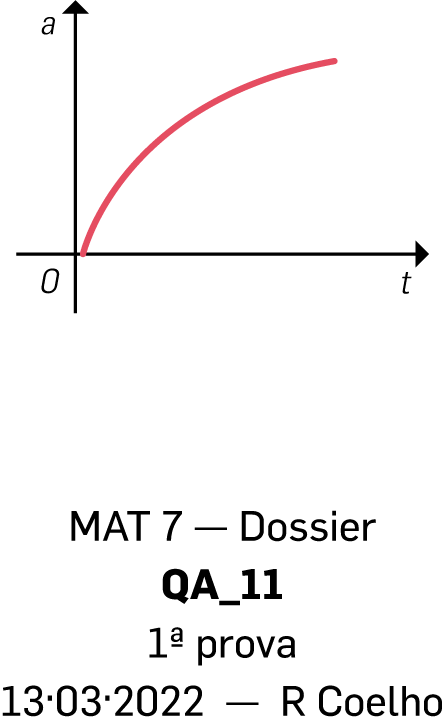 a
O
t
MAT 7 — Dossier
QA_11
1ª prova
13·03·2022 — R Coelho